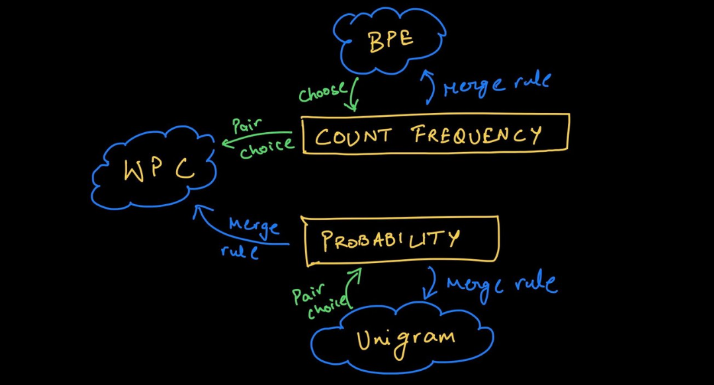 BPE
Choose
Merge rule
Pair
choice
COUNT FREQUENCY
WPC
Merge
rule
PROBABILITY
Pair
choice
Merge rule
Unigram